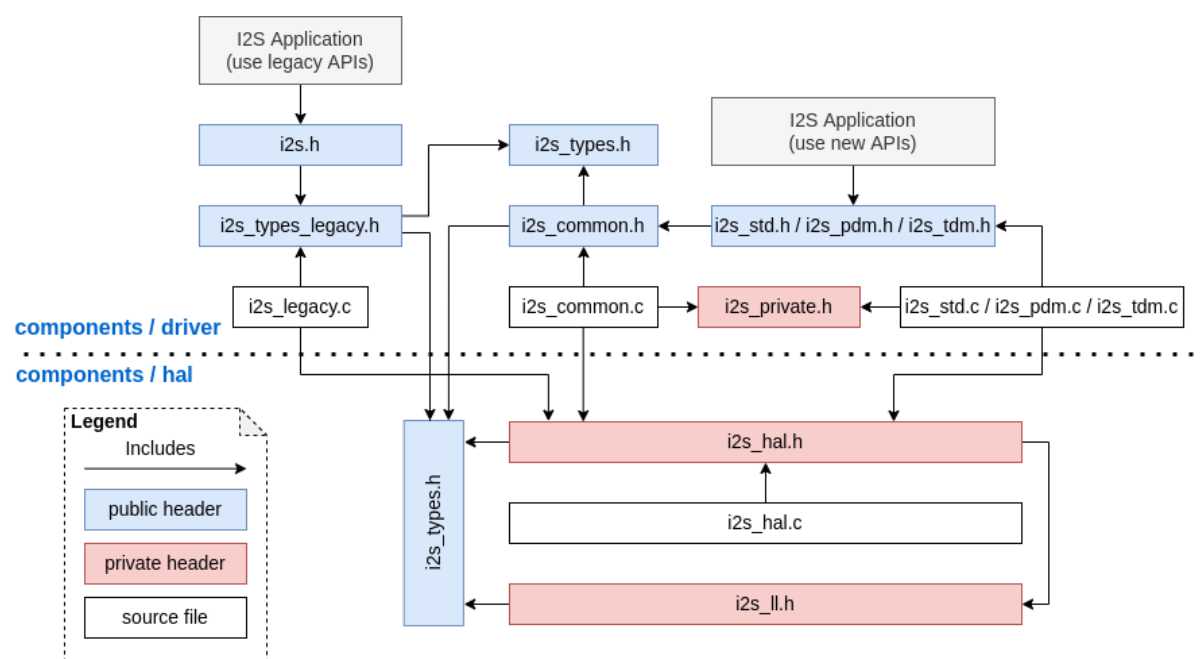 I2S Application
(use legacy APIs)
I2S Application
(use new APIs)
i2s.h
i2s_types.h
i2s_types_legacy.h
i2s_common.h
i2s_std.h / i2s_pdm.h / i2s_tdm.h
i2s_legacy.c
i2s_common.c
i2s_private.h
i2s_std.c / i2s_pdm.c / i2s_tdm.c
components / driver
components / hal
Legend
Includes
public header
private header
source file
i2s_types.h
i2s_hal.h
i2s_hal.c
i2s_ll.h